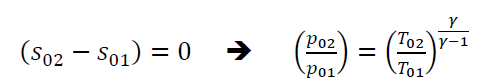 (s₀₂ − s₀₁) = 0 ➔ (p₀₂/p₀₁) = (T₀₂/T₀₁)^(γ/(γ−1))